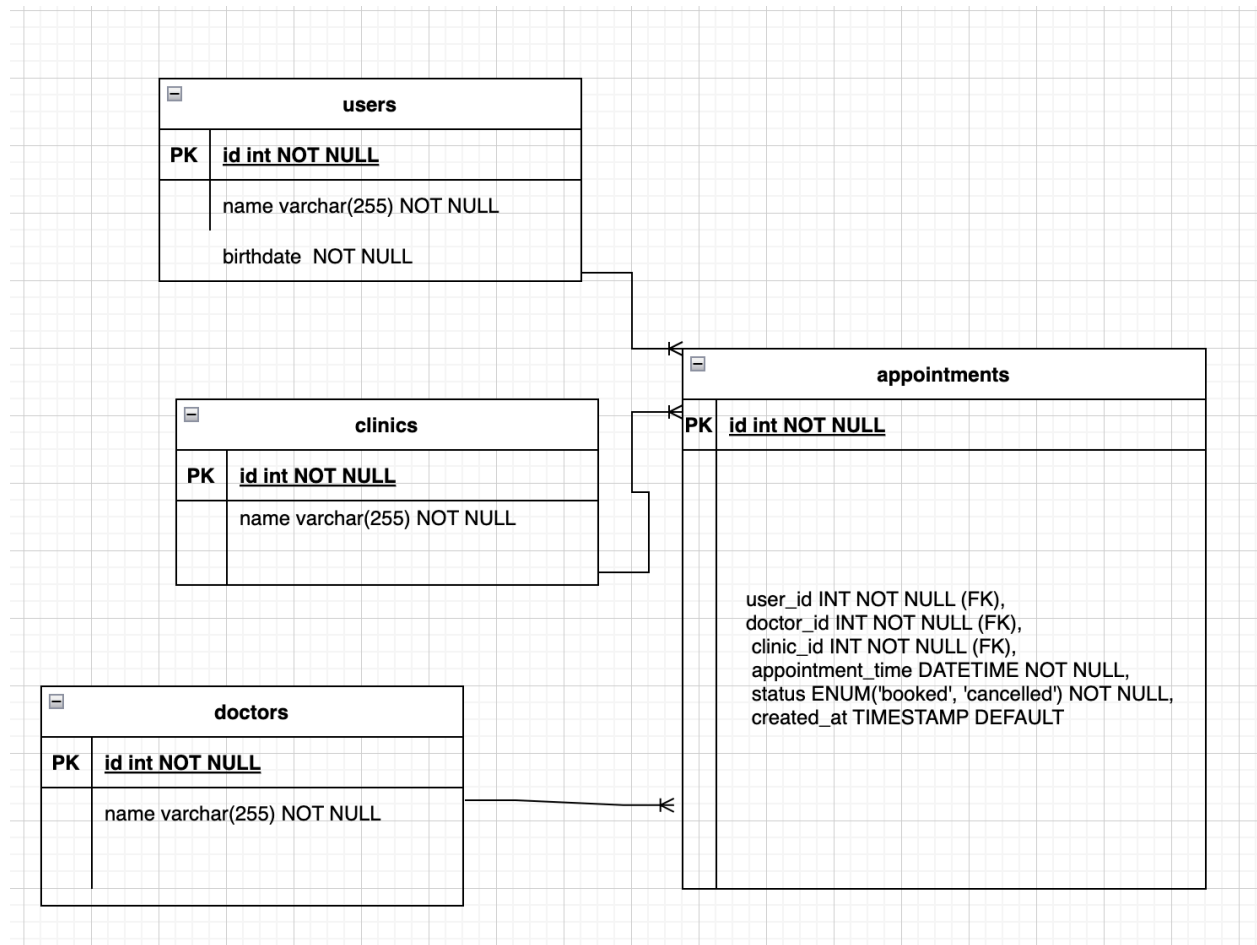 users
PK id int NOT NULL
name varchar(255) NOT NULL
birthdate  NOT NULL
clinics
PK id int NOT NULL
name varchar(255) NOT NULL
doctors
PK id int NOT NULL
name varchar(255) NOT NULL
appointments
PK id int NOT NULL
user_id INT NOT NULL (FK),
doctor_id INT NOT NULL (FK),
clinic_id INT NOT NULL (FK),
appointment_time DATETIME NOT NULL,
status ENUM('booked', 'cancelled') NOT NULL,
created_at TIMESTAMP DEFAULT